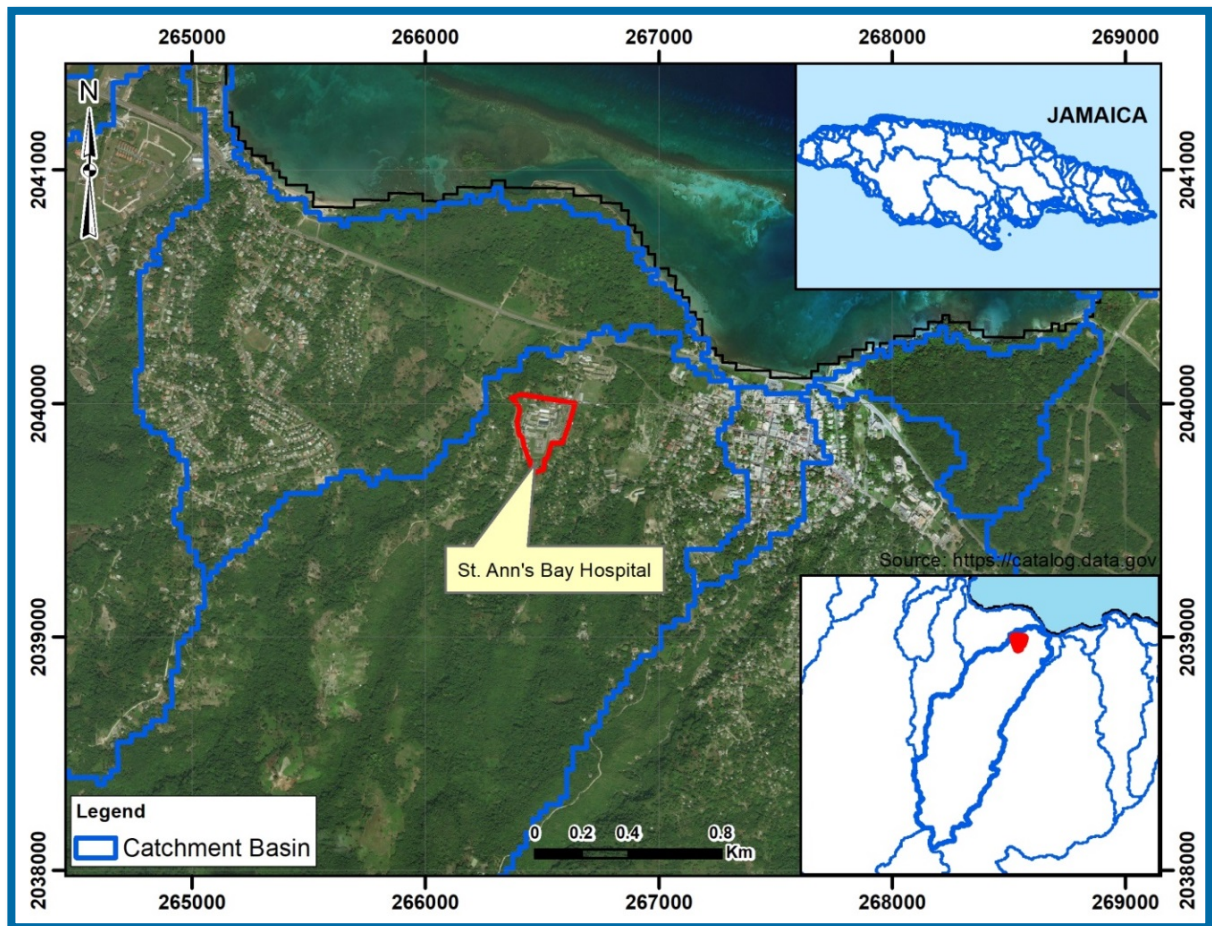 265000 266000 267000 268000 269000
N
JAMAICA
2041000 2041000
2040000 2040000
St. Ann's Bay Hospital
Source: https://catalog.data.gov
2039000 2039000
Legend
Catchment Basin
0 0.2 0.4 0.8
Km
2038000 2038000
265000 266000 267000 268000 269000